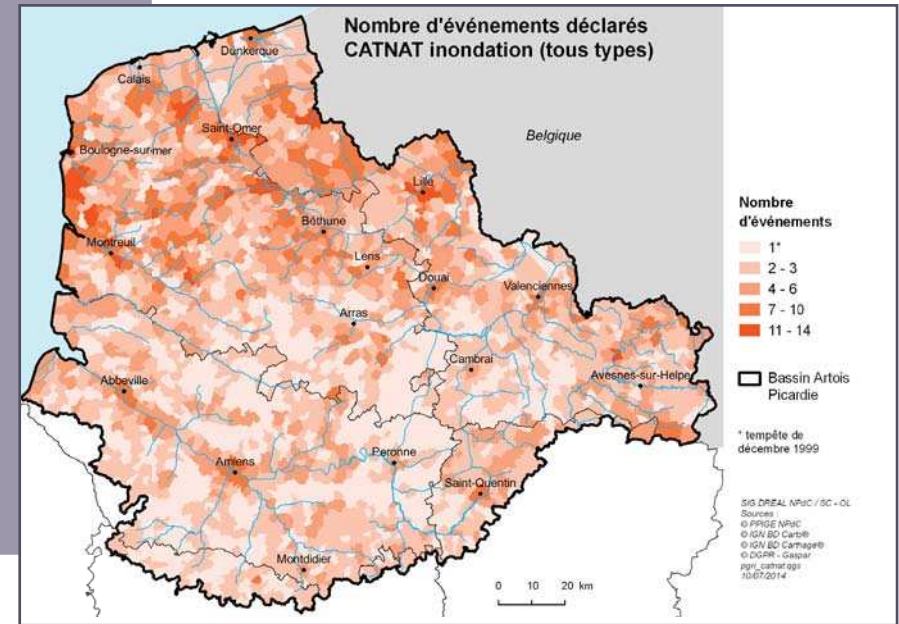 Nombre d'événements déclarés
CATNAT inondation (tous types)
Dunkerque
Calais
Saint-Omer
Belgique
Boulogne-sur-mer
Lille
Béthune
Montreuil
Lens
Douai
Valenciennes
Arras
Cambrai
Avesnes-sur-Helpe
Abbeville
Amiens
Peronne
Saint-Quentin
Montdidier
0 10 20 km
Nombre
d'événements
1*
2 - 3
4 - 6
7 - 10
11 - 14
Bassin Artois
Picardie
* tempête de
décembre 1999
SIG DREAL NPdC / SC - OL
Sources :
© PPIGE NPdC
© IGN BD Carto®
© IGN BD Carthage®
© DGPR - Gaspar
pgri_catnat.qgs
10/07/2014